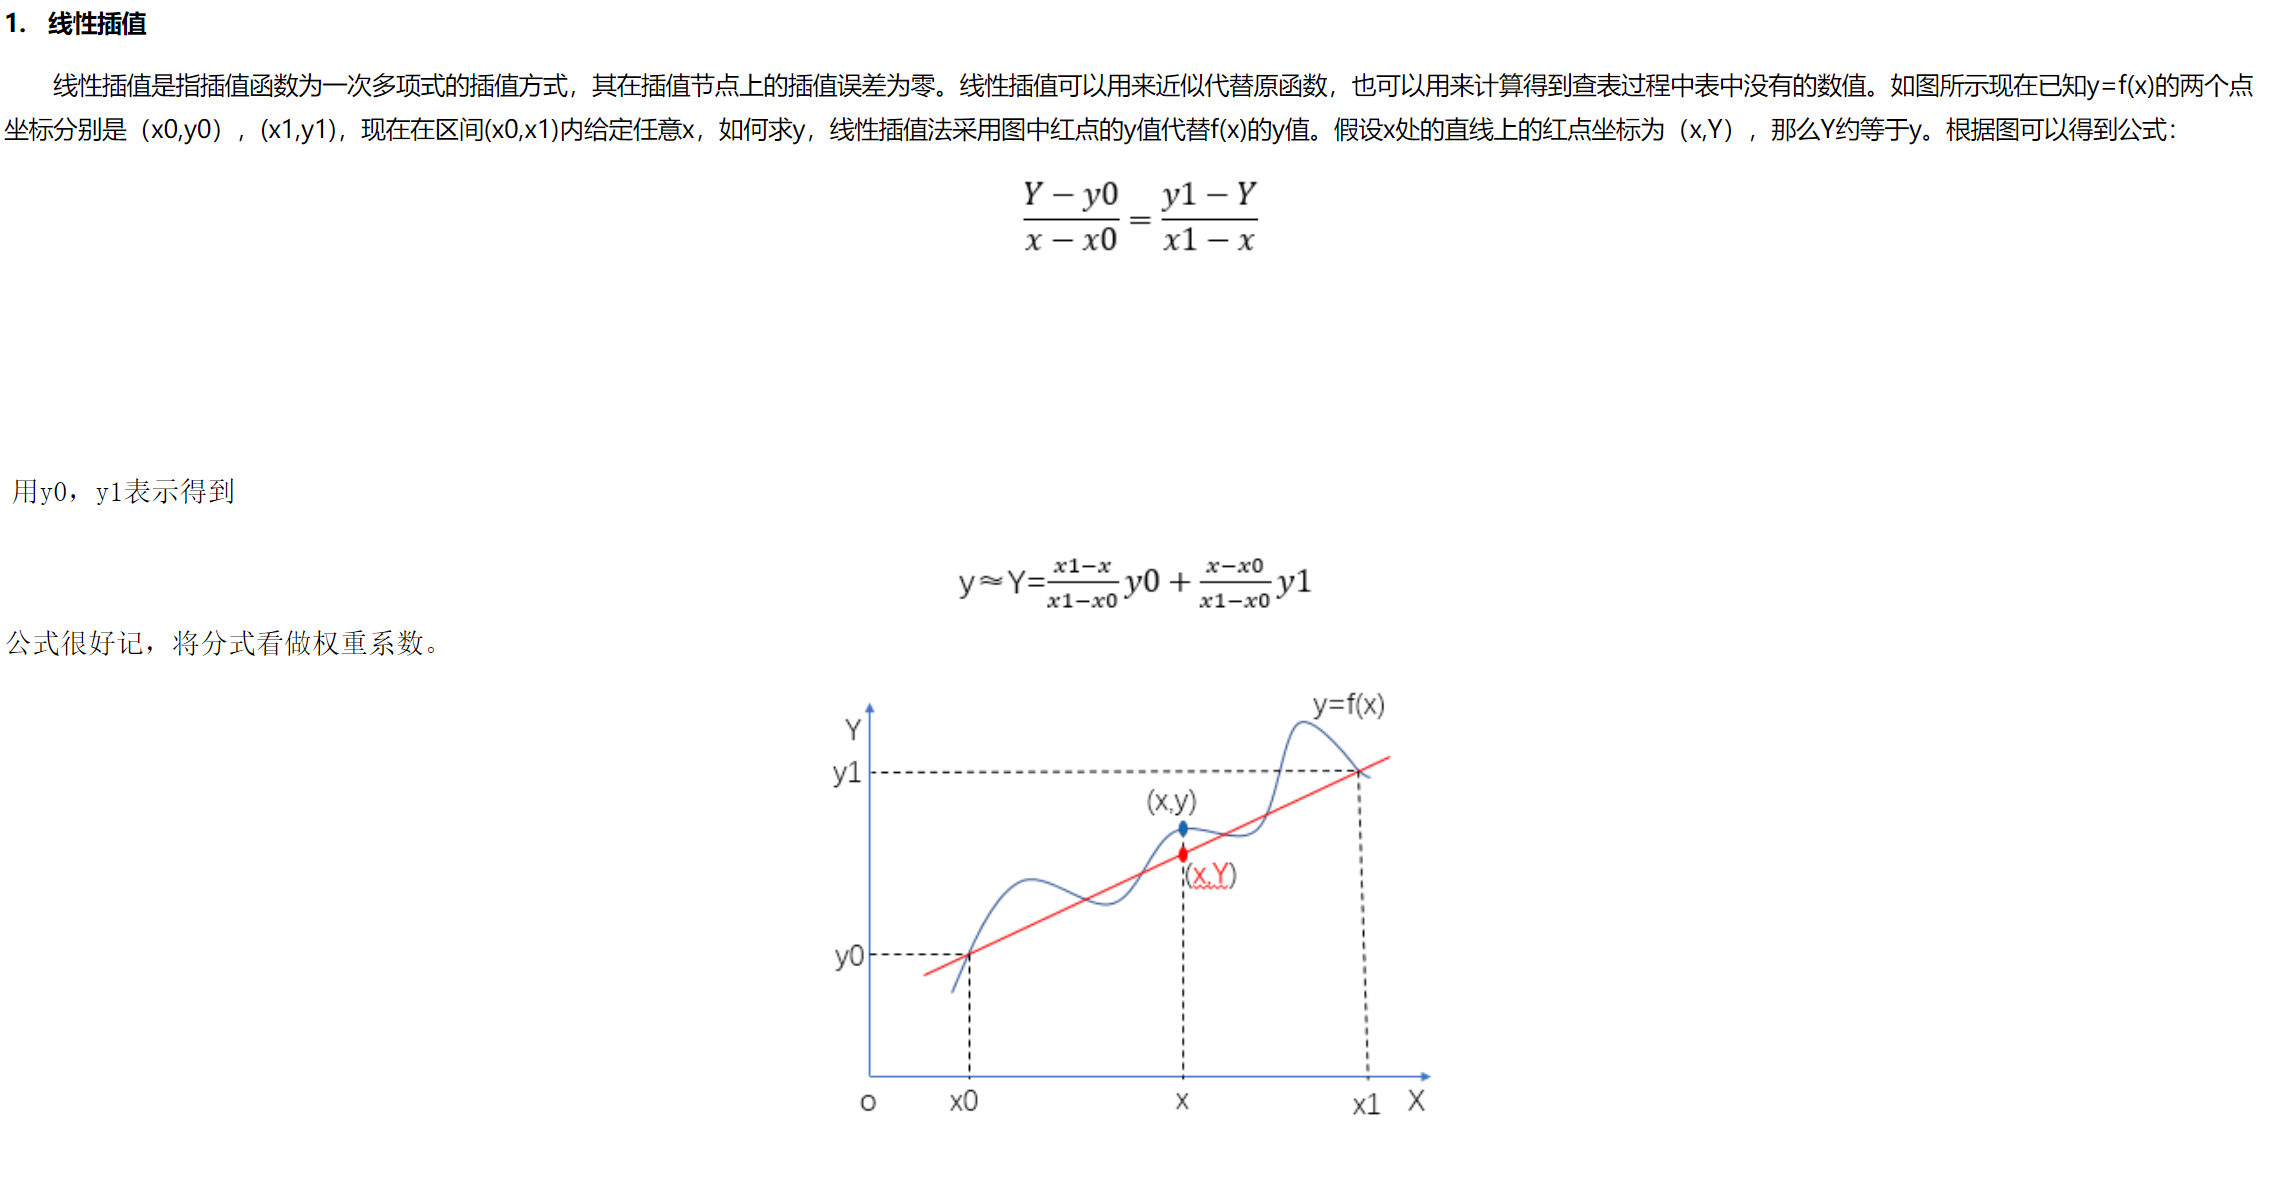 1. 线性插值
线性插值是指插值函数为一次多项式的插值方式，其在插值节点上的插值误差为零。线性插值可以用来近似代替原函数，也可以用来计算得到查表过程中表中没有的数值。如图所示现在已知y=f(x)的两个点
坐标分别是（x0,y0），(x1,y1)，现在在区间(x0,x1)内给定任意x，如何求y，线性插值法采用图中红点的y值代替f(x)的y值。假设x处的直线上的红点坐标为（x,Y），那么Y约等于y。根据图可以得到公式：
Y − y0 y1 − Y
=
x − x0 x1 − x
用y0，y1表示得到
x1−x x−x0
y≈Y= y0 + y1
x1−x0 x1−x0
公式很好记，将分式看做权重系数。
y=f(x)
Y
y1
(x,y)
(x,Y)
y0
o x0 x x1 X